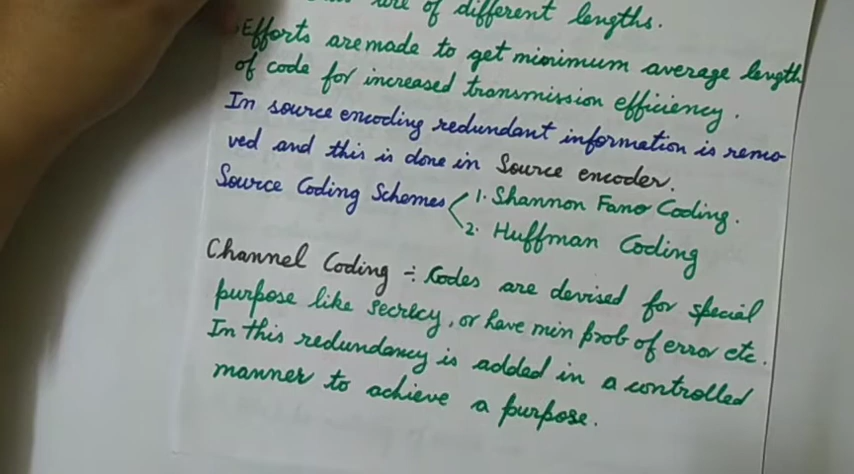 of different lengths.
Efforts are made to get minimum average length
of code for increased transmission efficiency.
In source encoding redundant information is remo
ved and this is done in Source encoder.
Source Coding Schemes 1. Shannon Fano Coding.
2. Huffman Coding
Channel Coding ÷ Codes are devised for special
purpose like secrecy, or have min prob of error etc.
In this redundancy is added in a controlled
manner to achieve a purpose.